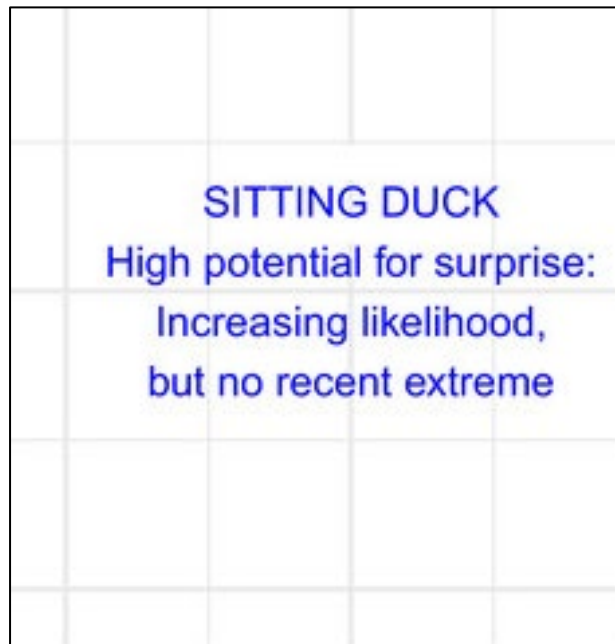 SITTING DUCK
High potential for surprise:
Increasing likelihood,
but no recent extreme